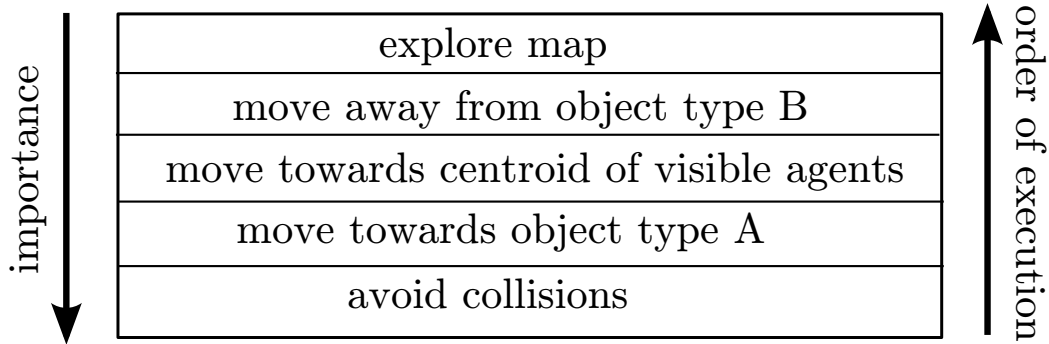 importance
explore map
move away from object type B
move towards centroid of visible agents
move towards object type A
avoid collisions
order of execution